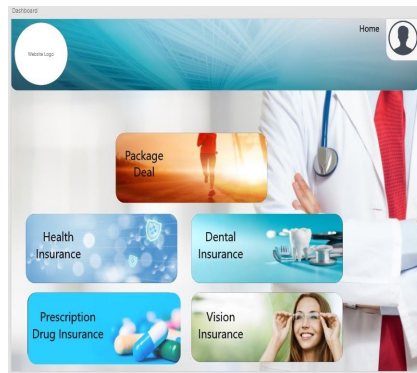 Dashboard
Website Logo
Home
Package
Deal
Health
Insurance
Dental
Insurance
Prescription
Drug Insurance
Vision
Insurance